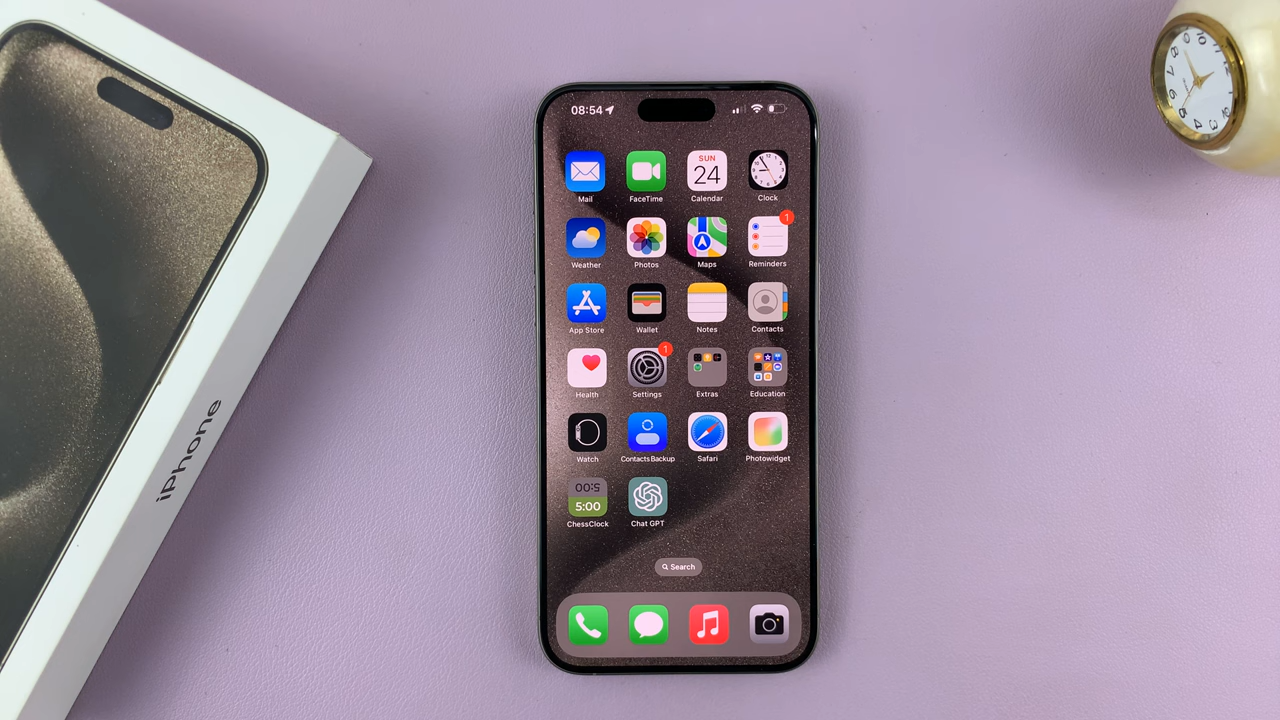 iPhone
08:54
SUN
24
Mail
FaceTime
Calendar
Clock
1
Weather
Photos
Maps
Reminders
App Store
Wallet
Notes
Contacts
1
Health
Settings
Extras
Education
Watch
Contacts Backup
Safari
Photowidget
00:5
5:00
ChessClock
Chat GPT
Search